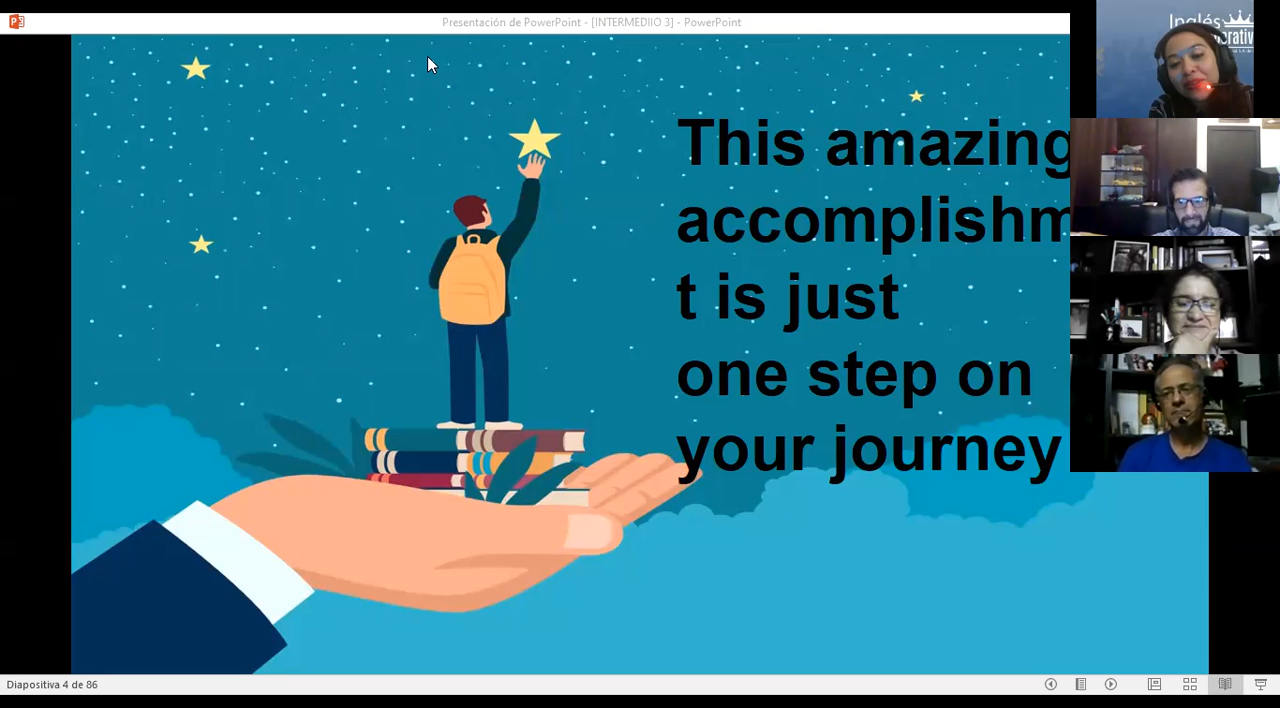 Presentación de PowerPoint - [INTERMEDIIO 3] - PowerPoint
Inglés
This amazing
accomplishm
t is just
one step on
your journey
Diapositiva 4 de 86